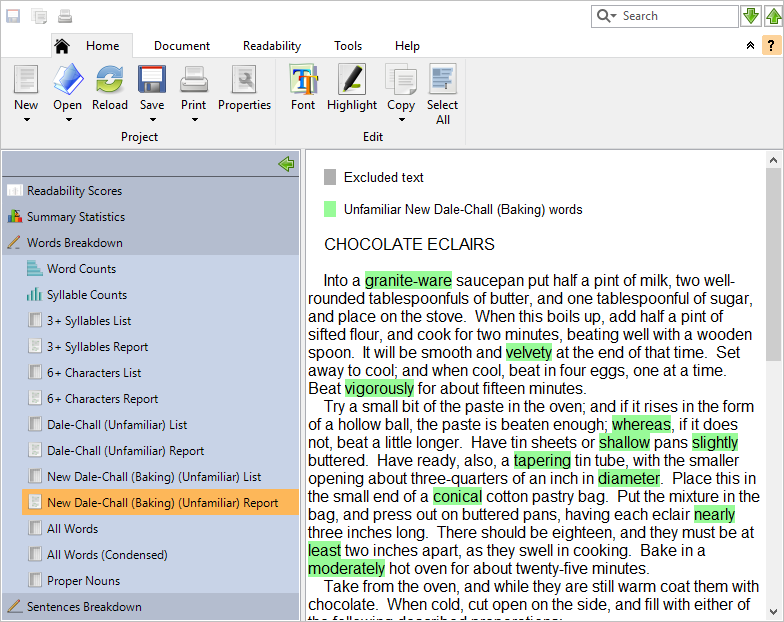 Search
Home Document Readability Tools Help
?
New Open Reload Save Print Properties Font Highlight Copy Select All
Project Edit
Readability Scores
Summary Statistics
Words Breakdown
Word Counts
Syllable Counts
3+ Syllables List
3+ Syllables Report
6+ Characters List
6+ Characters Report
Dale-Chall (Unfamiliar) List
Dale-Chall (Unfamiliar) Report
New Dale-Chall (Baking) (Unfamiliar) List
New Dale-Chall (Baking) (Unfamiliar) Report
All Words
All Words (Condensed)
Proper Nouns
Sentences Breakdown
Excluded text
Unfamiliar New Dale-Chall (Baking) words
CHOCOLATE ECLAIRS
Into a granite-ware saucepan put half a pint of milk, two well-
rounded tablespoonfuls of butter, and one tablespoonful of sugar,
and place on the stove. When this boils up, add half a pint of
sifted flour, and cook for two minutes, beating well with a wooden
spoon. It will be smooth and velvety at the end of that time. Set
away to cool; and when cool, beat in four eggs, one at a time.
Beat vigorously for about fifteen minutes.
Try a small bit of the paste in the oven; and if it rises in the form
of a hollow ball, the paste is beaten enough; whereas, if it does
not, beat a little longer. Have tin sheets or shallow pans slightly
buttered. Have ready, also, a tapering tin tube, with the smaller
opening about three-quarters of an inch in diameter. Place this in
the small end of a conical cotton pastry bag. Put the mixture in the
bag, and press out on buttered pans, having each eclair nearly
three inches long. There should be eighteen, and they must be at
least two inches apart, as they swell in cooking. Bake in a
moderately hot oven for about twenty-five minutes.
Take from the oven, and while they are still warm coat them with
chocolate. When cold, cut open on the side, and fill with either of
the following described preparations: